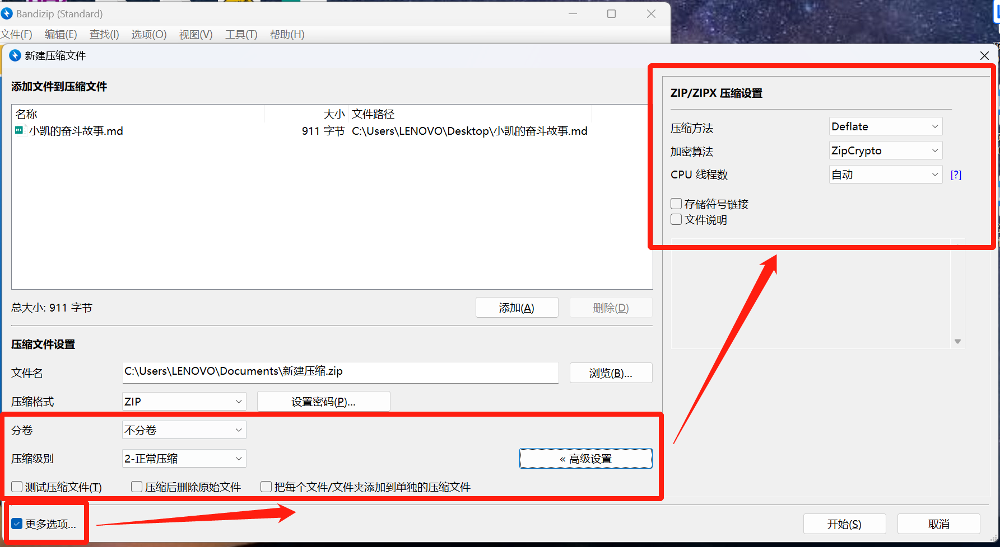 Bandizip (Standard)
文件(F) 编辑(E) 查找(I) 选项(O) 视图(V) 工具(T) 帮助(H)
新建压缩文件
添加文件到压缩文件
名称 大小 文件路径
小凯的奋斗故事.md 911 字节 C:\Users\LENOVO\Desktop\小凯的奋斗故事.md
总大小: 911 字节
添加(A) 删除(D)
压缩文件设置
文件名 C:\Users\LENOVO\Documents\新建压缩.zip 浏览(B)...
压缩格式 ZIP 设置密码(P)...
分卷 不分卷
压缩级别 2-正常压缩 « 高级设置
测试压缩文件(T) 压缩后删除原始文件 把每个文件/文件夹添加到单独的压缩文件
更多选项...
ZIP/ZIPX 压缩设置
压缩方法 Deflate
加密算法 ZipCrypto
CPU 线程数 自动 [?]
存储符号链接
文件说明
开始(S) 取消